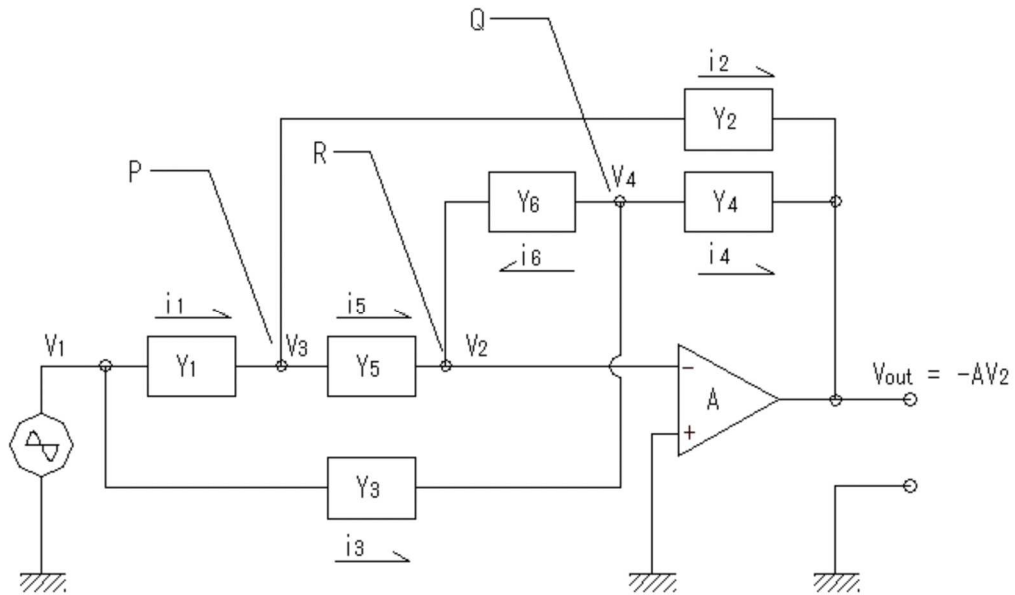 Q
i2
Y2
P
R
V4
Y6
Y4
i6
i4
i1
i5
V1
Y1
V3
Y5
V2
−
A
+
Vout = -AV2
Y3
i3